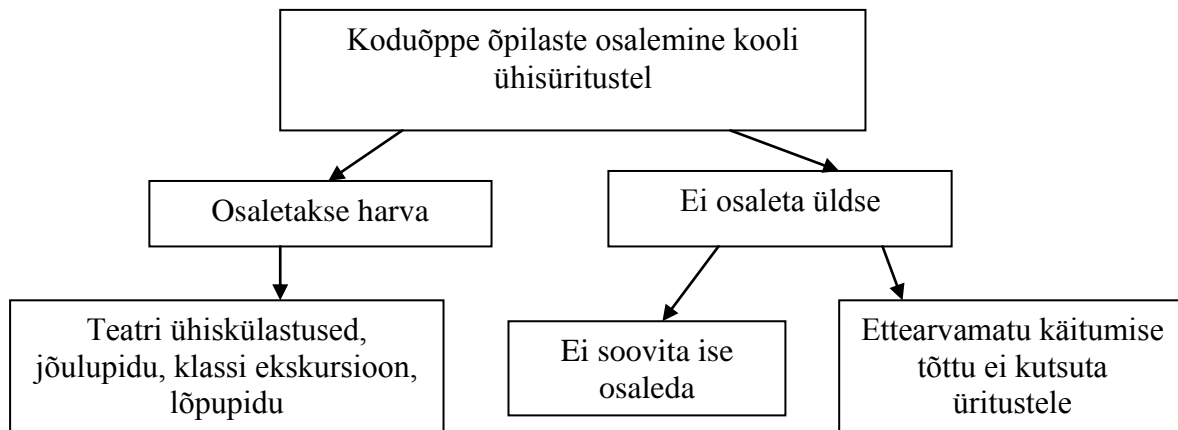 Koduõppe õpilaste osalemine kooli
ühisüritustel
Osaletakse harva
Ei osaleta üldse
Teatri ühiskülastused,
jõulupidu, klassi ekskursioon,
lõpupidu
Ei soovita ise
osaleda
Ettearvamatu käitumise
tõttu ei kutsuta
üritustele